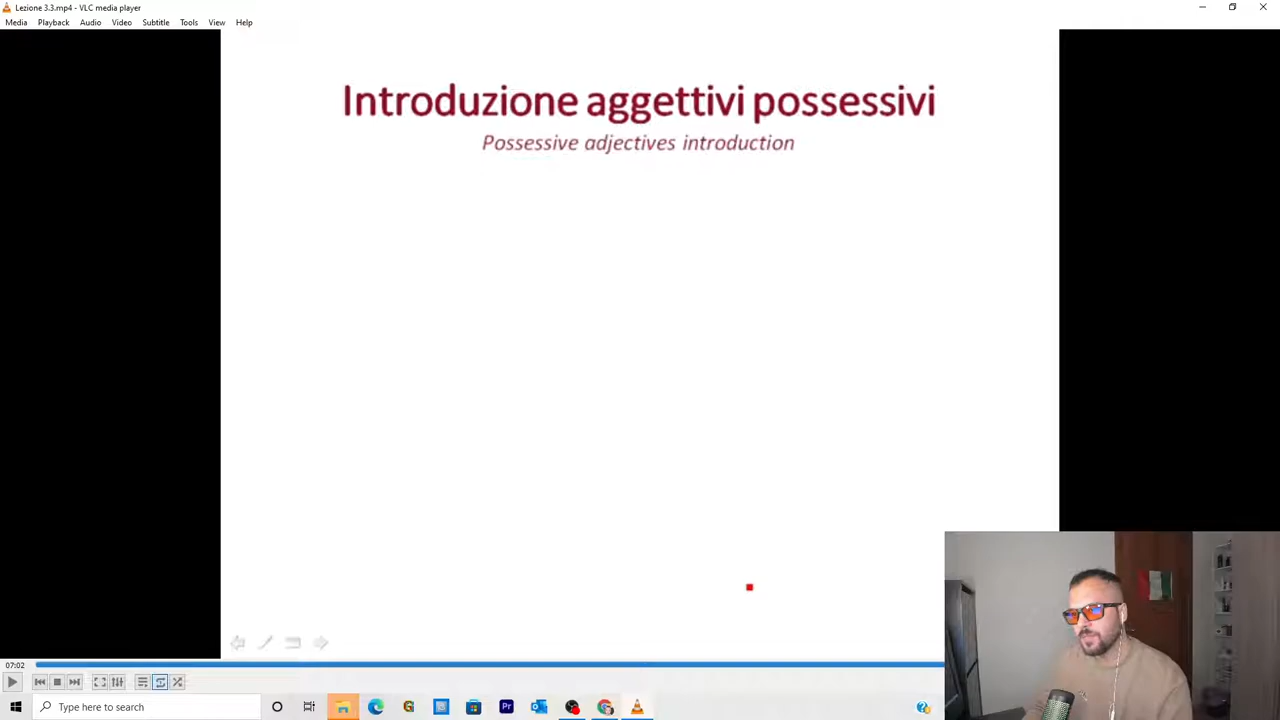 Lezione 3.3.mp4 - VLC media player
Media Playback Audio Video Subtitle Tools View Help
Introduzione aggettivi possessivi
Possessive adjectives introduction
07:02
Type here to search